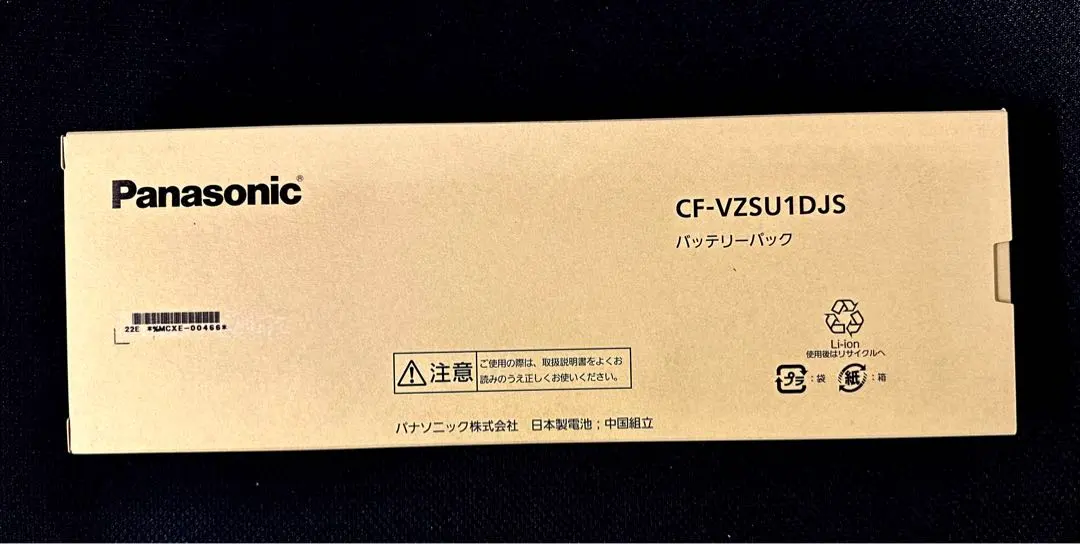 Panasonic®
CF-VZSU1DJS
バッテリーパック
22E *%MCXE-00466*
Li-ion
使用後はリサイクルへ
注意
ご使用の際は、取扱説明書をよくお
読みのうえ正しくお使いください。
プラ：袋
紙：箱
パナソニック株式会社　日本製電池；中国組立